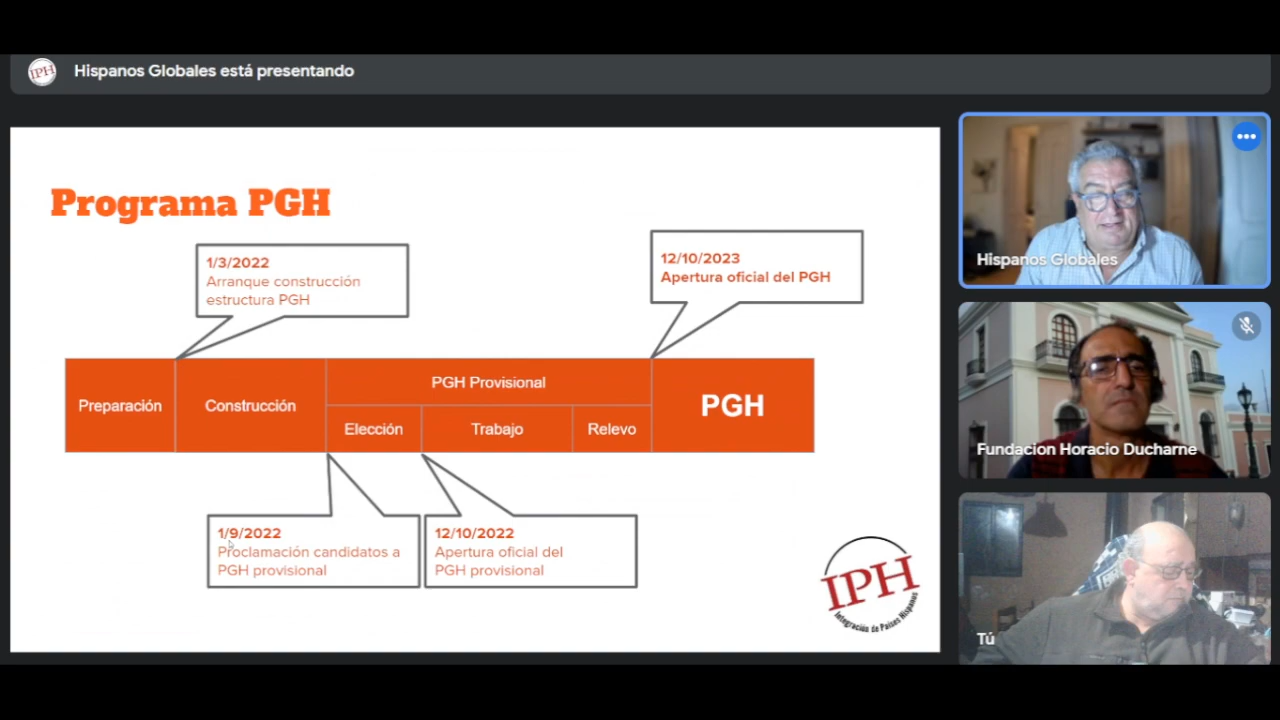 IPH
Hispanos Globales está presentando
Programa PGH
1/3/2022
Arranque construcción
estructura PGH
12/10/2023
Apertura oficial del PGH
Preparación
Construcción
PGH Provisional
Elección
Trabajo
Relevo
PGH
1/9/2022
Proclamación candidatos a
PGH provisional
12/10/2022
Apertura oficial del
PGH provisional
IPH
Integración de Países Hispanos
Hispanos Globales
Fundacion Horacio Ducharne
Tú